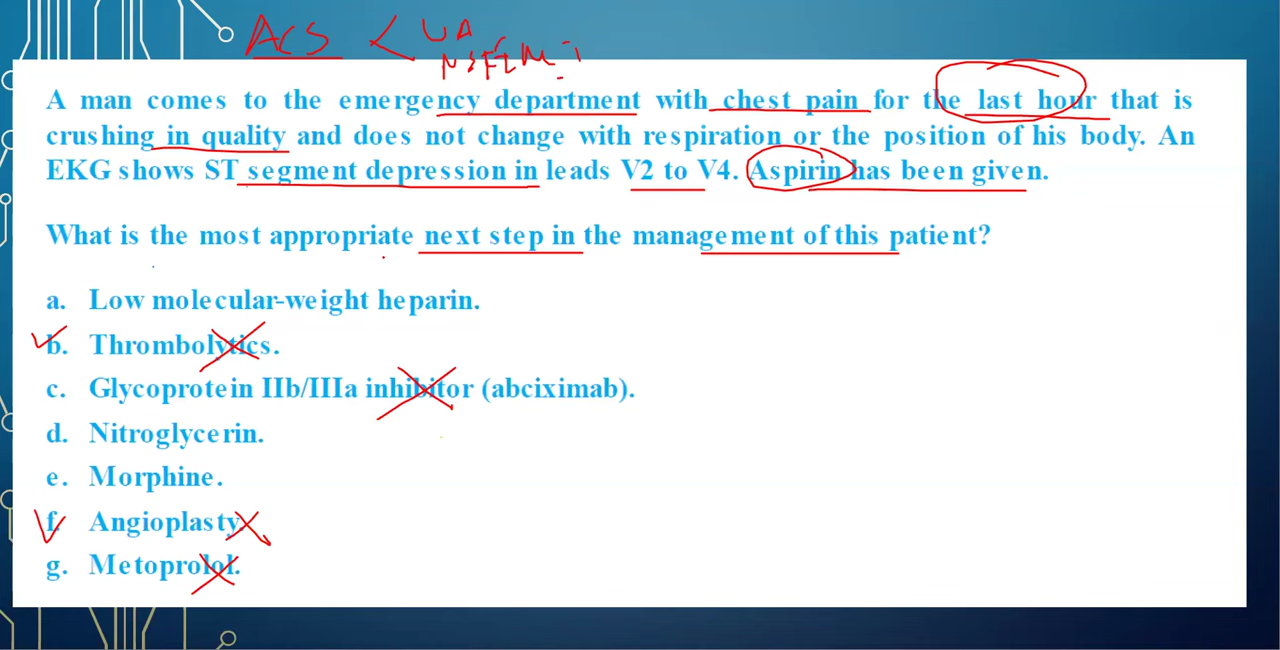 ACS < UA
NSTEMI
A man comes to the emergency department with chest pain for the last hour that is
crushing in quality and does not change with respiration or the position of his body. An
EKG shows ST segment depression in leads V2 to V4. Aspirin has been given.
What is the most appropriate next step in the management of this patient?
a. Low molecular-weight heparin.
b. Thrombolytics.
c. Glycoprotein IIb/IIIa inhibitor (abciximab).
d. Nitroglycerin.
e. Morphine.
f. Angioplasty.
g. Metoprolol.